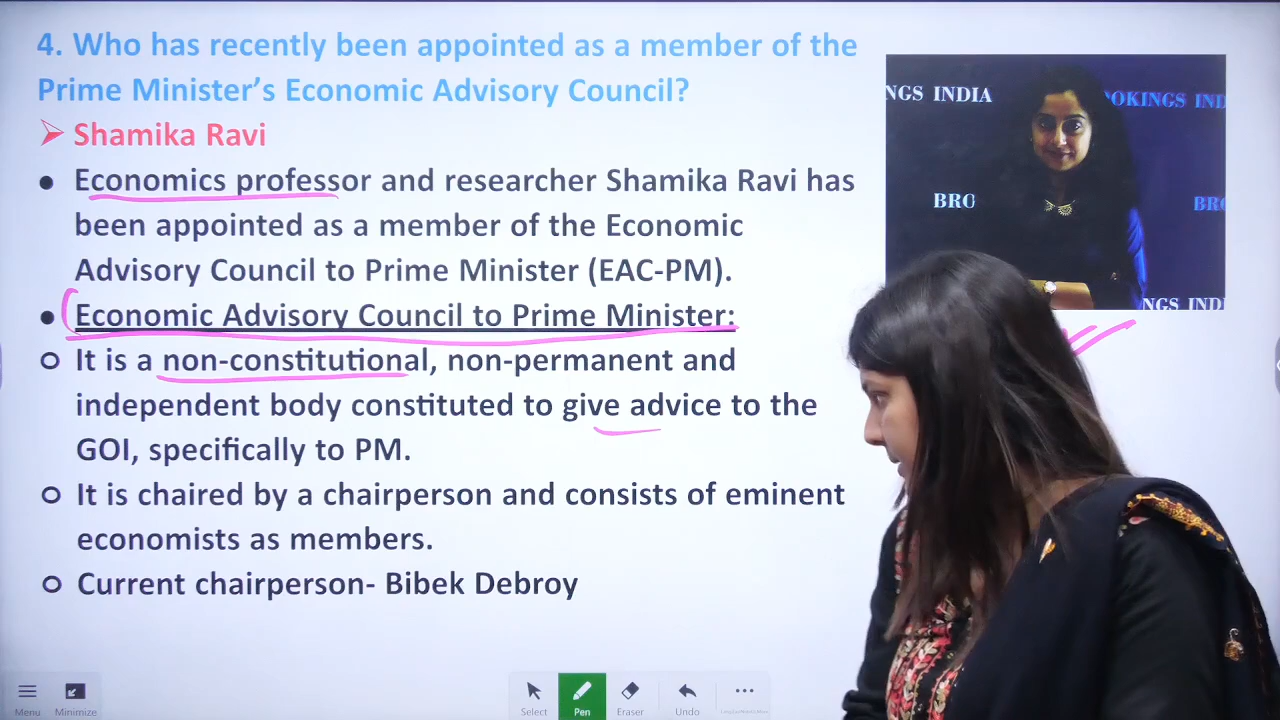 4. Who has recently been appointed as a member of the
Prime Minister's Economic Advisory Council?
➢ Shamika Ravi
● Economics professor and researcher Shamika Ravi has
been appointed as a member of the Economic
Advisory Council to Prime Minister (EAC-PM).
● Economic Advisory Council to Prime Minister:
○ It is a non-constitutional, non-permanent and
independent body constituted to give advice to the
GOI, specifically to PM.
○ It is chaired by a chairperson and consists of eminent
economists as members.
○ Current chairperson- Bibek Debroy
NGS INDIA
OOKINGS IND
BRO
BRO
NGS INDI
Menu
Minimize
Select
Pen
Eraser
Undo